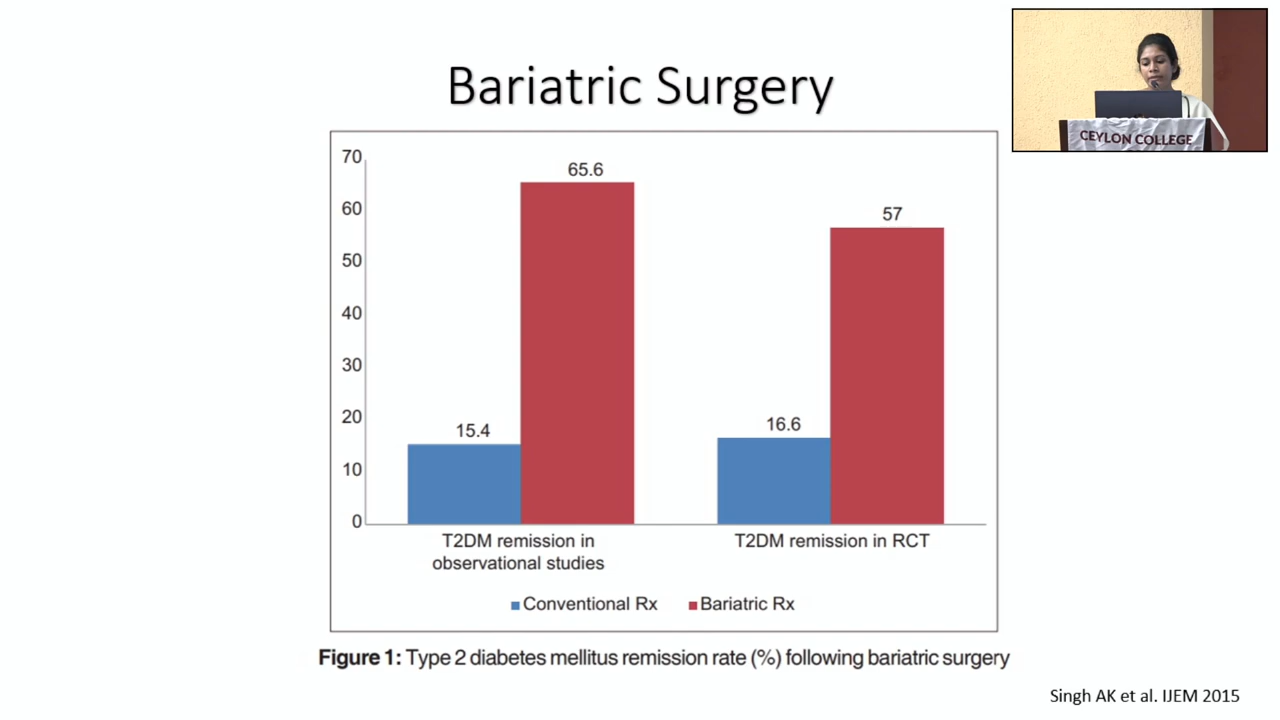 Bariatric Surgery
CEYLON COLLEGE
70
60
50
40
30
20
10
0
15.4
65.6
16.6
57
T2DM remission in
observational studies
T2DM remission in RCT
Conventional Rx
Bariatric Rx
Figure 1: Type 2 diabetes mellitus remission rate (%) following bariatric surgery
Singh AK et al. IJEM 2015